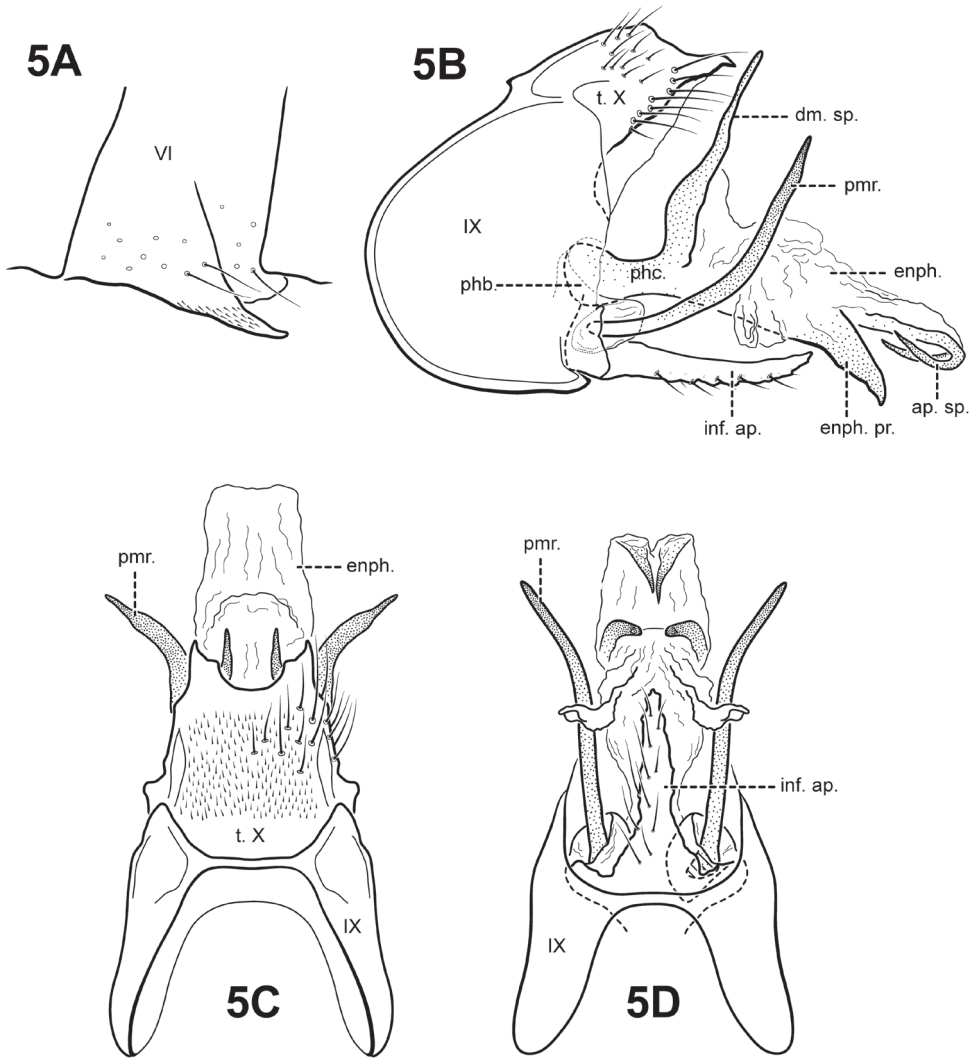 5A
VI
5B
t. X
dm. sp.
pmr.
IX
phc.
enph.
phb.
ap. sp.
inf. ap.
enph. pr.
pmr.
enph.
t. X
IX
5C
pmr.
inf. ap.
IX
5D